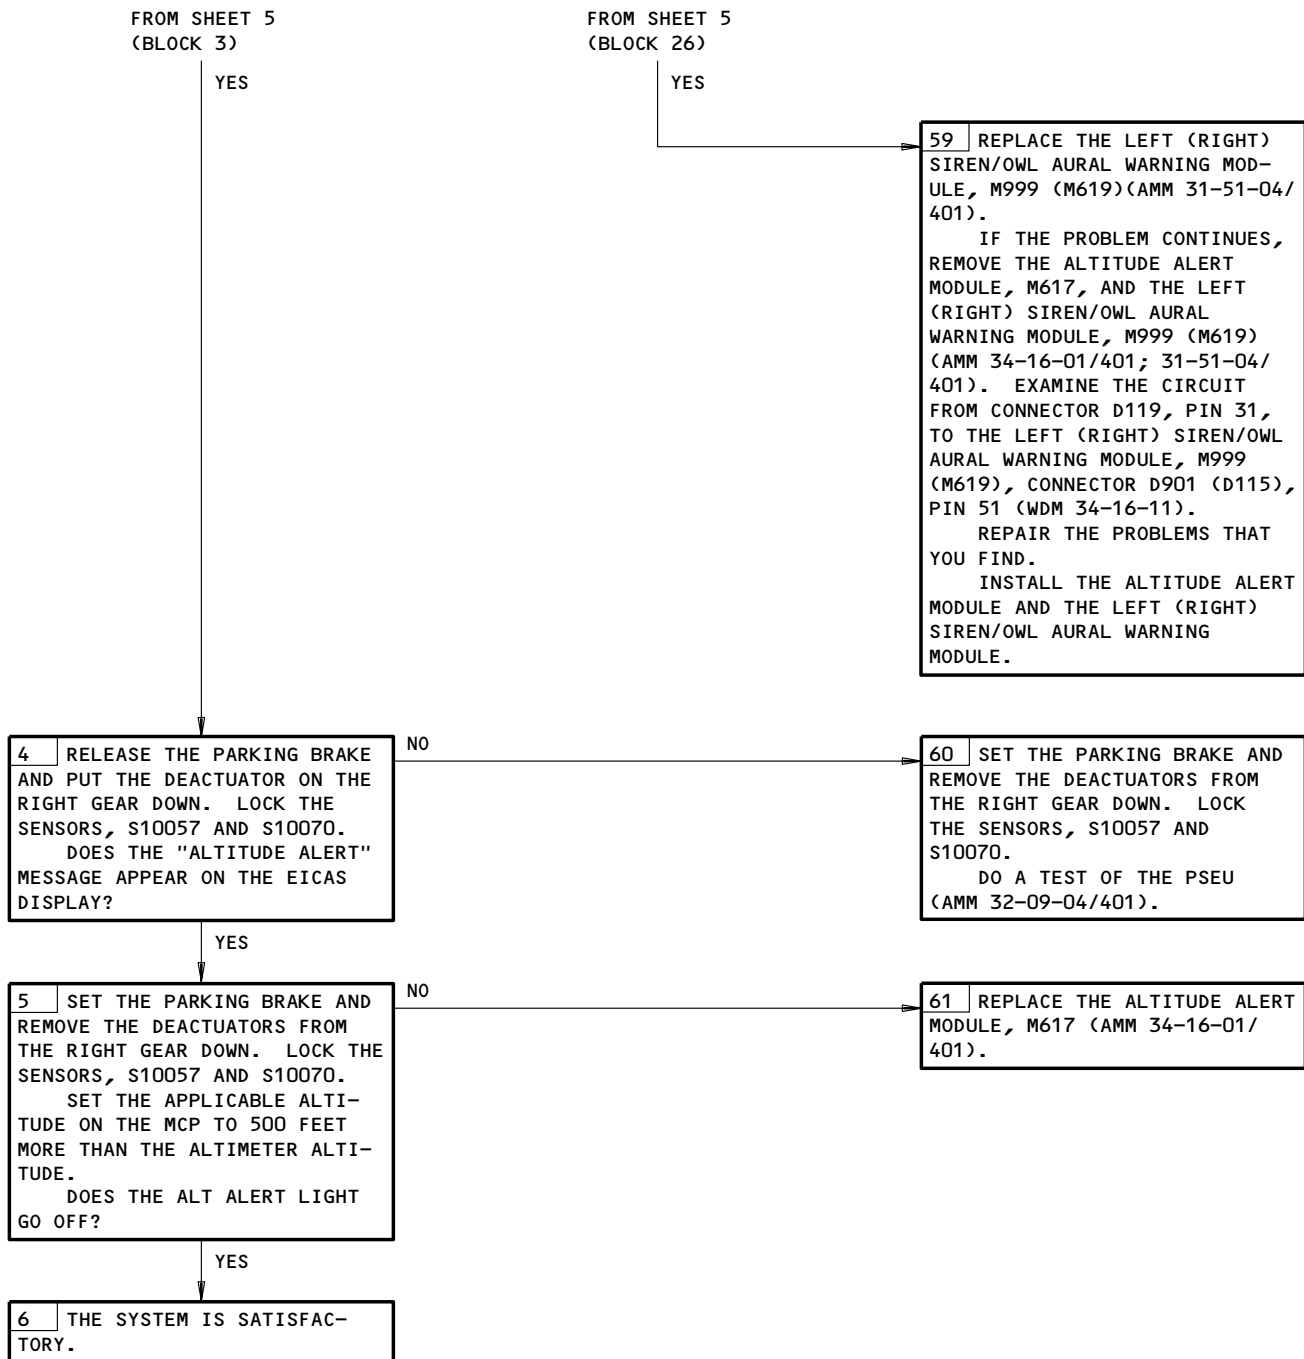 FROM SHEET 5
(BLOCK 3)
YES
FROM SHEET 5
(BLOCK 26)
YES
59 REPLACE THE LEFT (RIGHT)
SIREN/OWL AURAL WARNING MOD-
ULE, M999 (M619)(AMM 31-51-04/
401).
IF THE PROBLEM CONTINUES,
REMOVE THE ALTITUDE ALERT
MODULE, M617, AND THE LEFT
(RIGHT) SIREN/OWL AURAL
WARNING MODULE, M999 (M619)
(AMM 34-16-01/401; 31-51-04/
401). EXAMINE THE CIRCUIT
FROM CONNECTOR D119, PIN 31,
TO THE LEFT (RIGHT) SIREN/OWL
AURAL WARNING MODULE, M999
(M619), CONNECTOR D901 (D115),
PIN 51 (WDM 34-16-11).
REPAIR THE PROBLEMS THAT
YOU FIND.
INSTALL THE ALTITUDE ALERT
MODULE AND THE LEFT (RIGHT)
SIREN/OWL AURAL WARNING
MODULE.
4 RELEASE THE PARKING BRAKE
AND PUT THE DEACTUATOR ON THE
RIGHT GEAR DOWN. LOCK THE
SENSORS, S10057 AND S10070.
DOES THE "ALTITUDE ALERT"
MESSAGE APPEAR ON THE EICAS
DISPLAY?
NO
60 SET THE PARKING BRAKE AND
REMOVE THE DEACTUATORS FROM
THE RIGHT GEAR DOWN. LOCK
THE SENSORS, S10057 AND
S10070.
DO A TEST OF THE PSEU
(AMM 32-09-04/401).
YES
5 SET THE PARKING BRAKE AND
REMOVE THE DEACTUATORS FROM
THE RIGHT GEAR DOWN. LOCK THE
SENSORS, S10057 AND S10070.
SET THE APPLICABLE ALTI-
TUDE ON THE MCP TO 500 FEET
MORE THAN THE ALTIMETER ALTI-
TUDE.
DOES THE ALT ALERT LIGHT
GO OFF?
NO
61 REPLACE THE ALTITUDE ALERT
MODULE, M617 (AMM 34-16-01/
401).
YES
6 THE SYSTEM IS SATISFAC-
TORY.